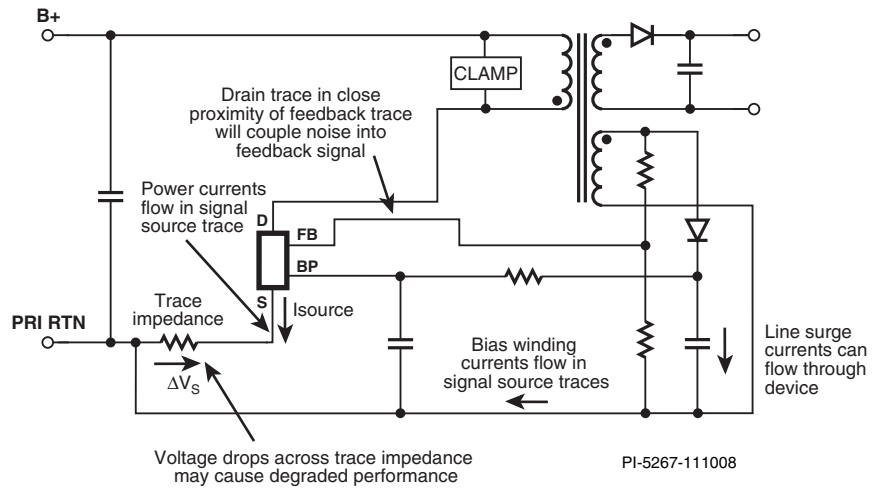 B+
CLAMP
Drain trace in close
proximity of feedback trace
will couple noise into
feedback signal
Power currents
flow in signal
source trace
D
FB
BP
S
Isource
Trace
impedance
PRI RTN
ΔVS
Bias winding
currents flow in
signal source traces
Line surge
currents can
flow through
device
Voltage drops across trace impedance
may cause degraded performance
PI-5267-111008